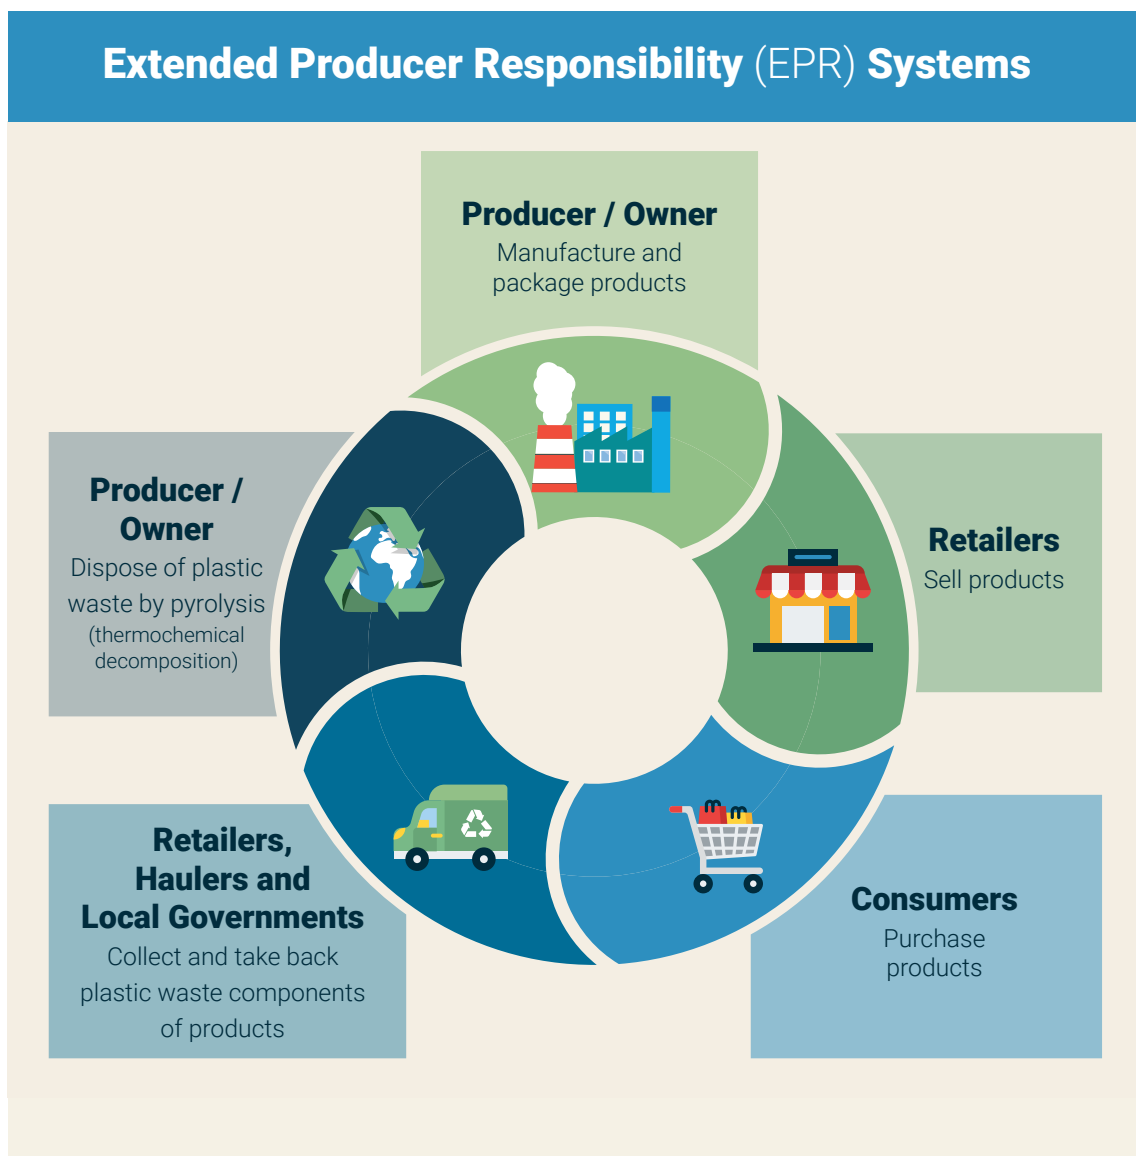 Extended Producer Responsibility (EPR) Systems
Producer / Owner
Manufacture and
package products
Retailers
Sell products
Consumers
Purchase
products
Retailers,
Haulers and
Local Governments
Collect and take back
plastic waste components
of products
Producer /
Owner
Dispose of plastic
waste by pyrolysis
(thermochemical
decomposition)